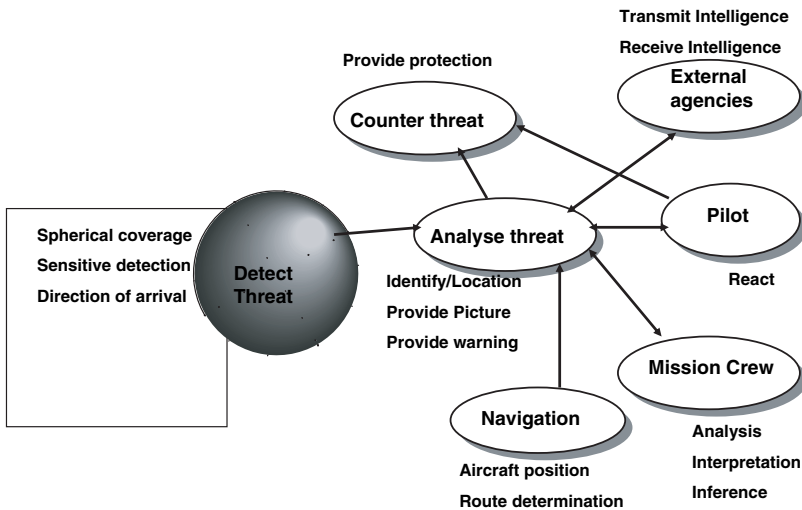 Transmit Intelligence
Receive Intelligence
External
agencies
Provide protection
Counter threat
Pilot
React
Spherical coverage
Sensitive detection
Direction of arrival
Detect
Threat
Analyse threat
Identify/Location
Provide Picture
Provide warning
Mission Crew
Analysis
Interpretation
Inference
Navigation
Aircraft position
Route determination